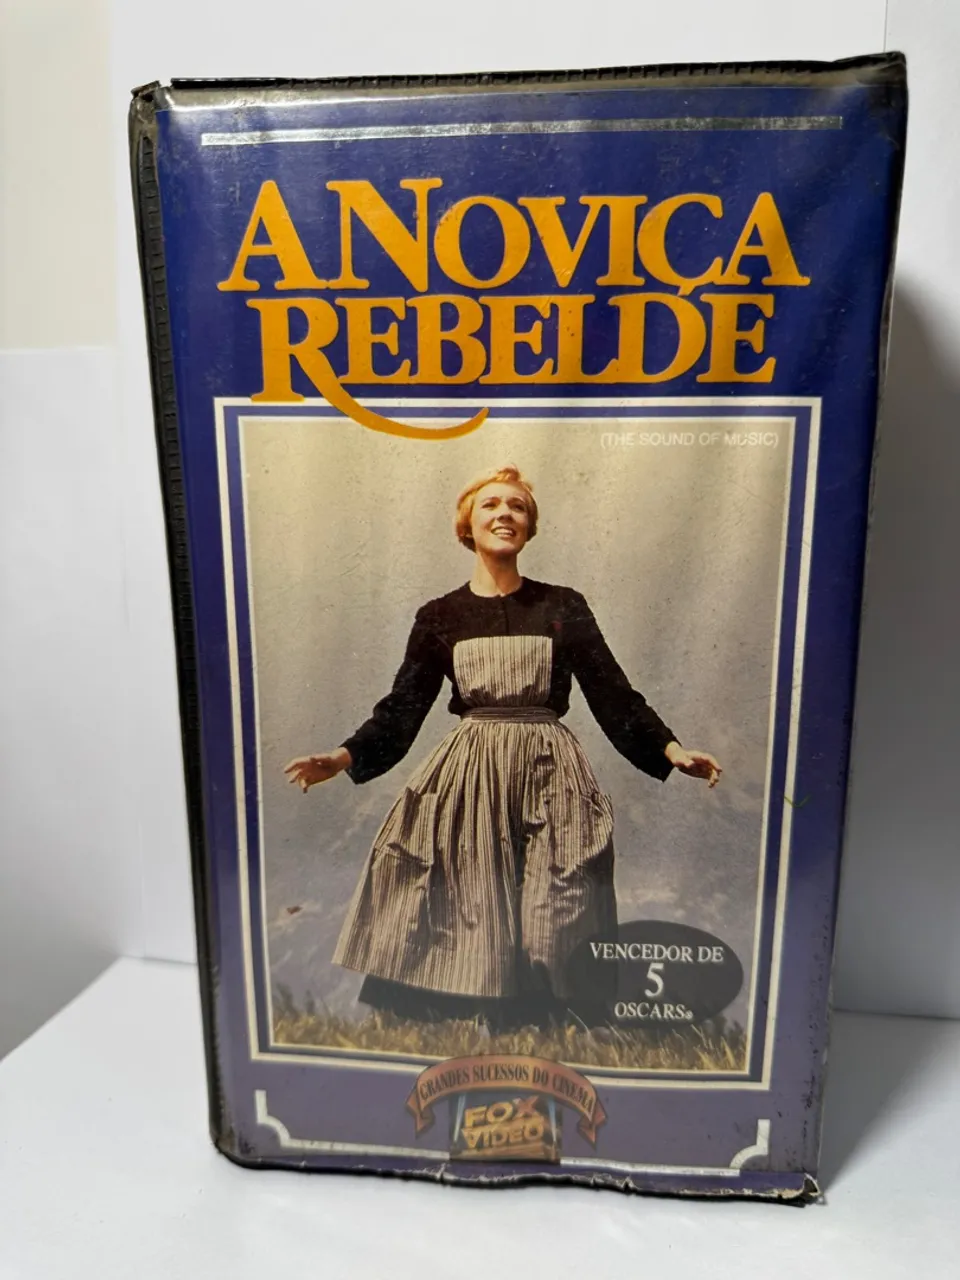 A NOVIÇA
REBELDE
(THE SOUND OF MUSIC)
VENCEDOR DE
5
OSCARS®
GRANDES SUCESSOS DO CINEMA
FOX
VIDEO